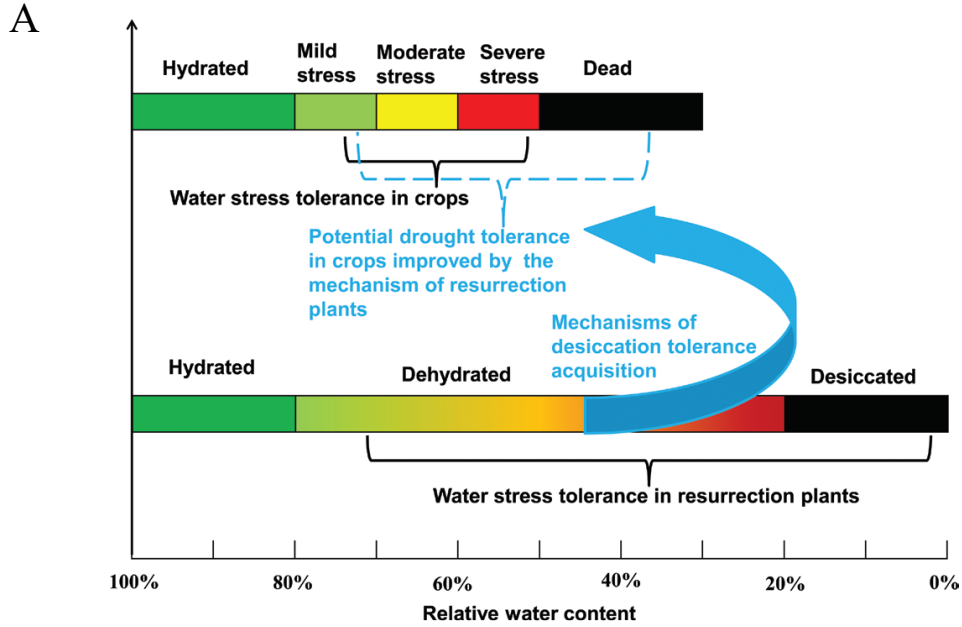 A
Hydrated
Mild
stress
Moderate
stress
Severe
stress
Dead
Water stress tolerance in crops
Potential drought tolerance
in crops improved by the
mechanism of resurrection
plants
Mechanisms of
desiccation tolerance
acquisition
Hydrated
Dehydrated
Desiccated
Water stress tolerance in resurrection plants
100%
80%
60%
40%
20%
0%
Relative water content